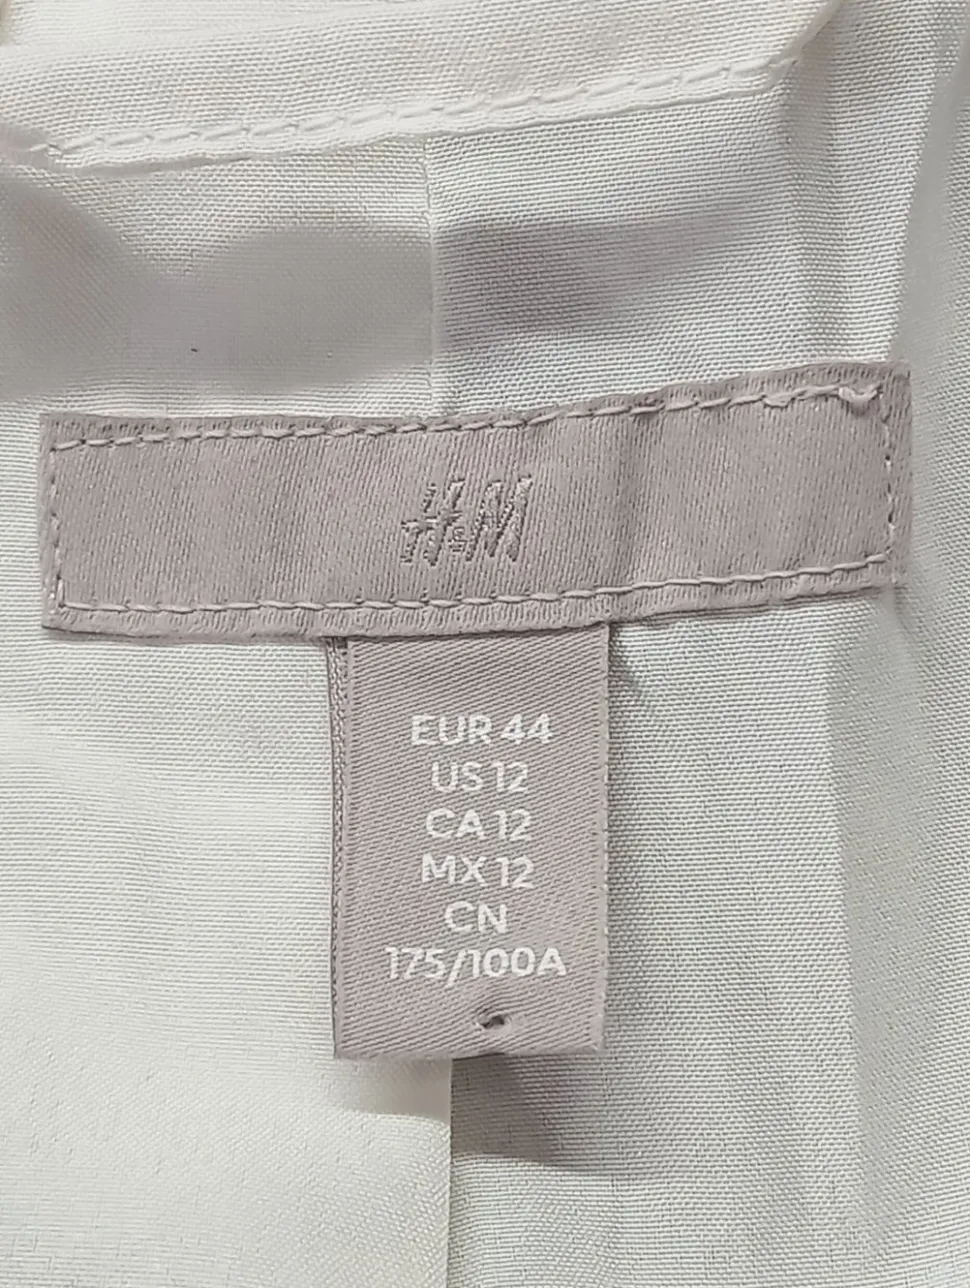 H&M
EUR 44
US 12
CA 12
MX 12
CN
175/100A